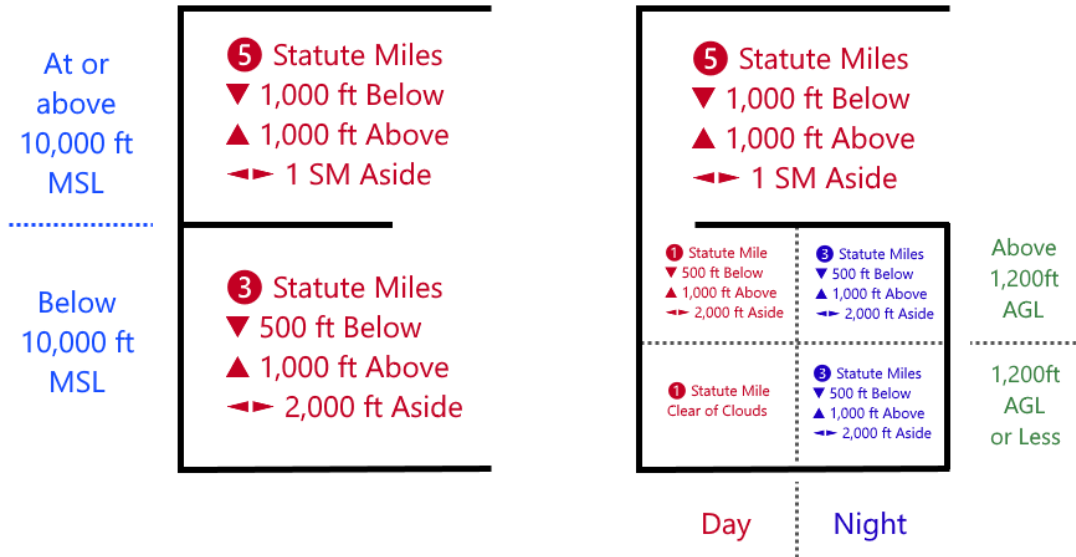 At or
above
10,000 ft
MSL
5 Statute Miles
▼ 1,000 ft Below
▲ 1,000 ft Above
◄► 1 SM Aside
Below
10,000 ft
MSL
3 Statute Miles
▼ 500 ft Below
▲ 1,000 ft Above
◄► 2,000 ft Aside
5 Statute Miles
▼ 1,000 ft Below
▲ 1,000 ft Above
◄► 1 SM Aside
1 Statute Mile
▼ 500 ft Below
▲ 1,000 ft Above
◄► 2,000 ft Aside
3 Statute Miles
▼ 500 ft Below
▲ 1,000 ft Above
◄► 2,000 ft Aside
Above
1,200ft
AGL
1 Statute Mile
Clear of Clouds
3 Statute Miles
▼ 500 ft Below
▲ 1,000 ft Above
◄► 2,000 ft Aside
1,200ft
AGL
or Less
Day
Night